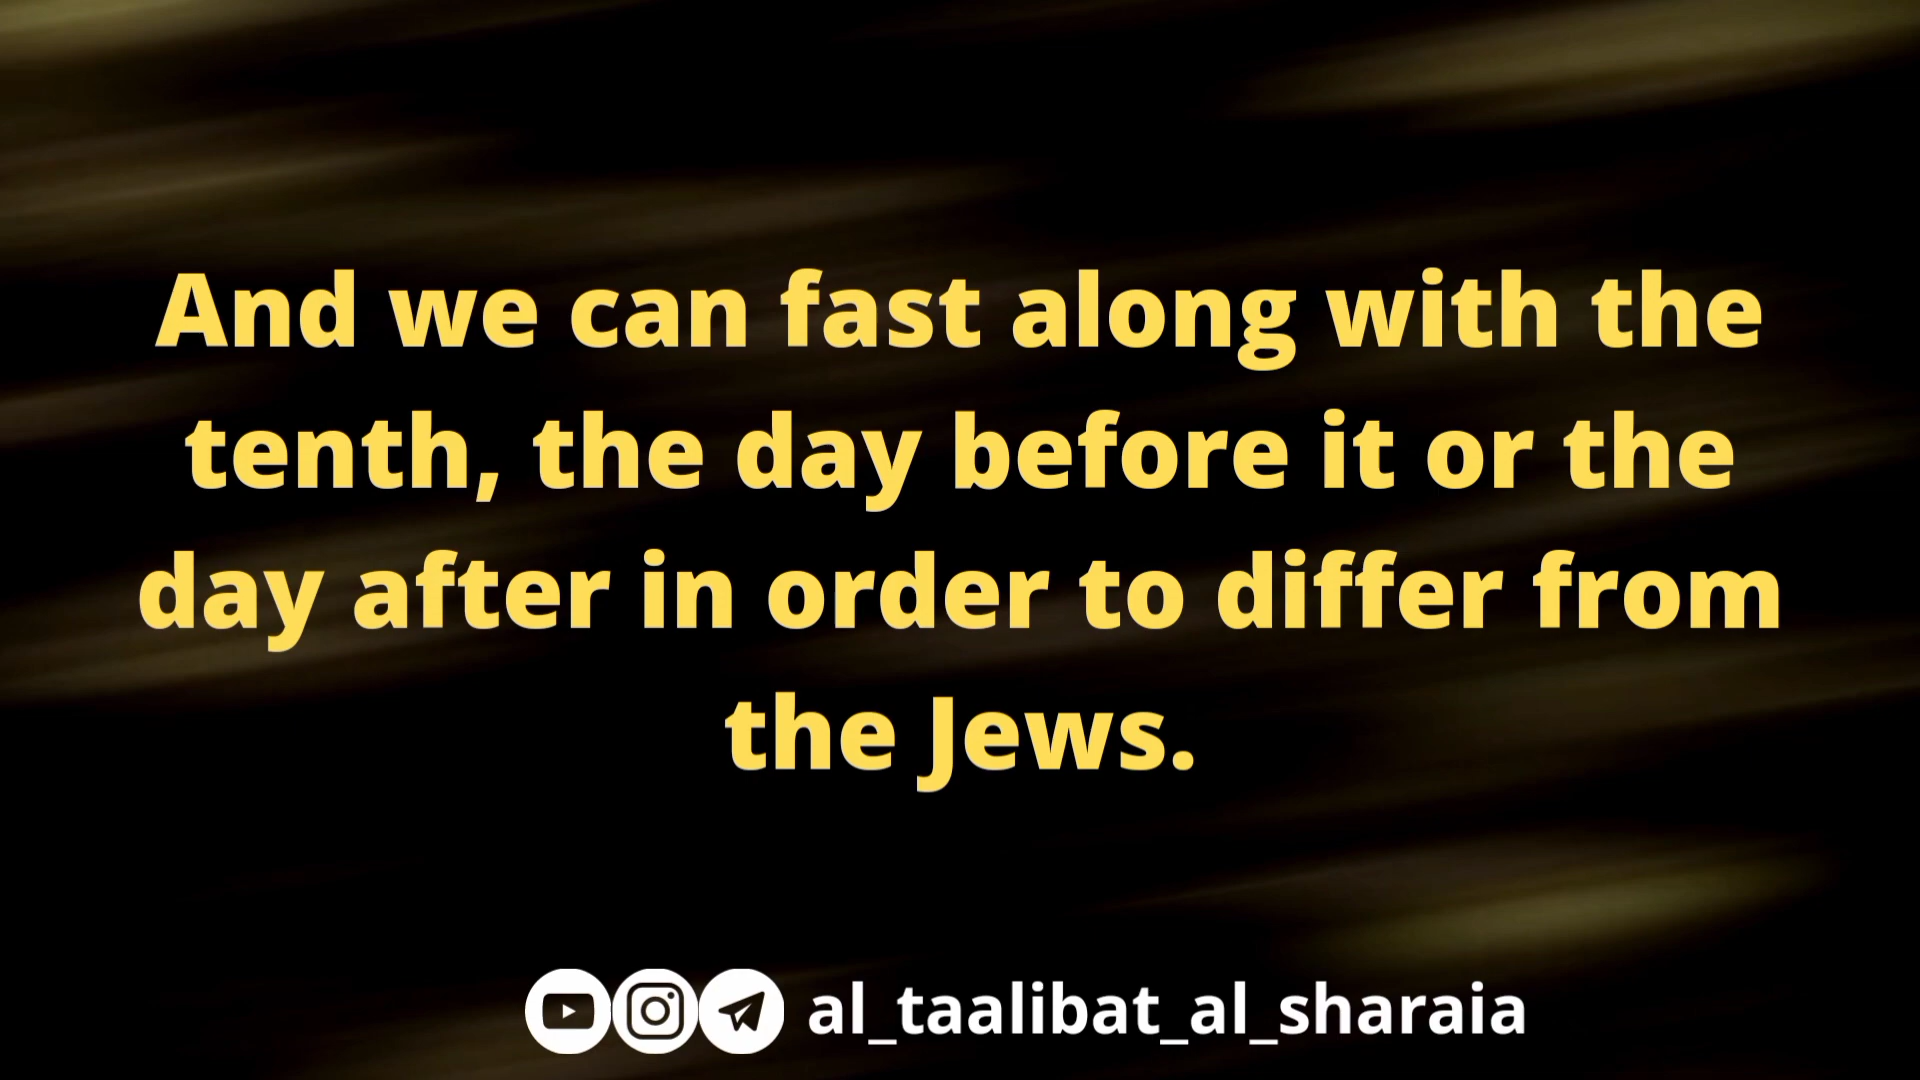 And we can fast along with the
tenth, the day before it or the
day after in order to differ from
the Jews.
al_taalibat_al_sharaia